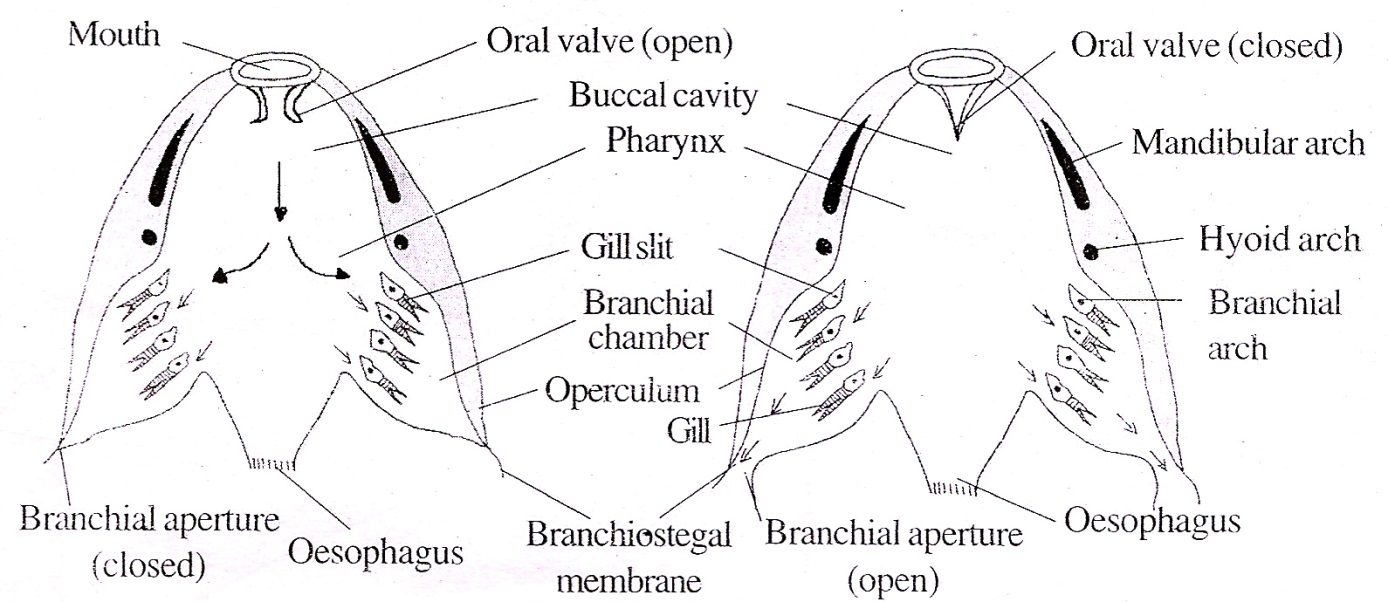 Mouth
Oral valve (open)
Oral valve (closed)
Buccal cavity
Pharynx
Mandibular arch
Gill slit
Hyoid arch
Branchial
chamber
Branchial
arch
Operculum
Gill
Branchial aperture
(closed)
Oesophagus
Branchiostegal
membrane
Branchial aperture
(open)
Oesophagus